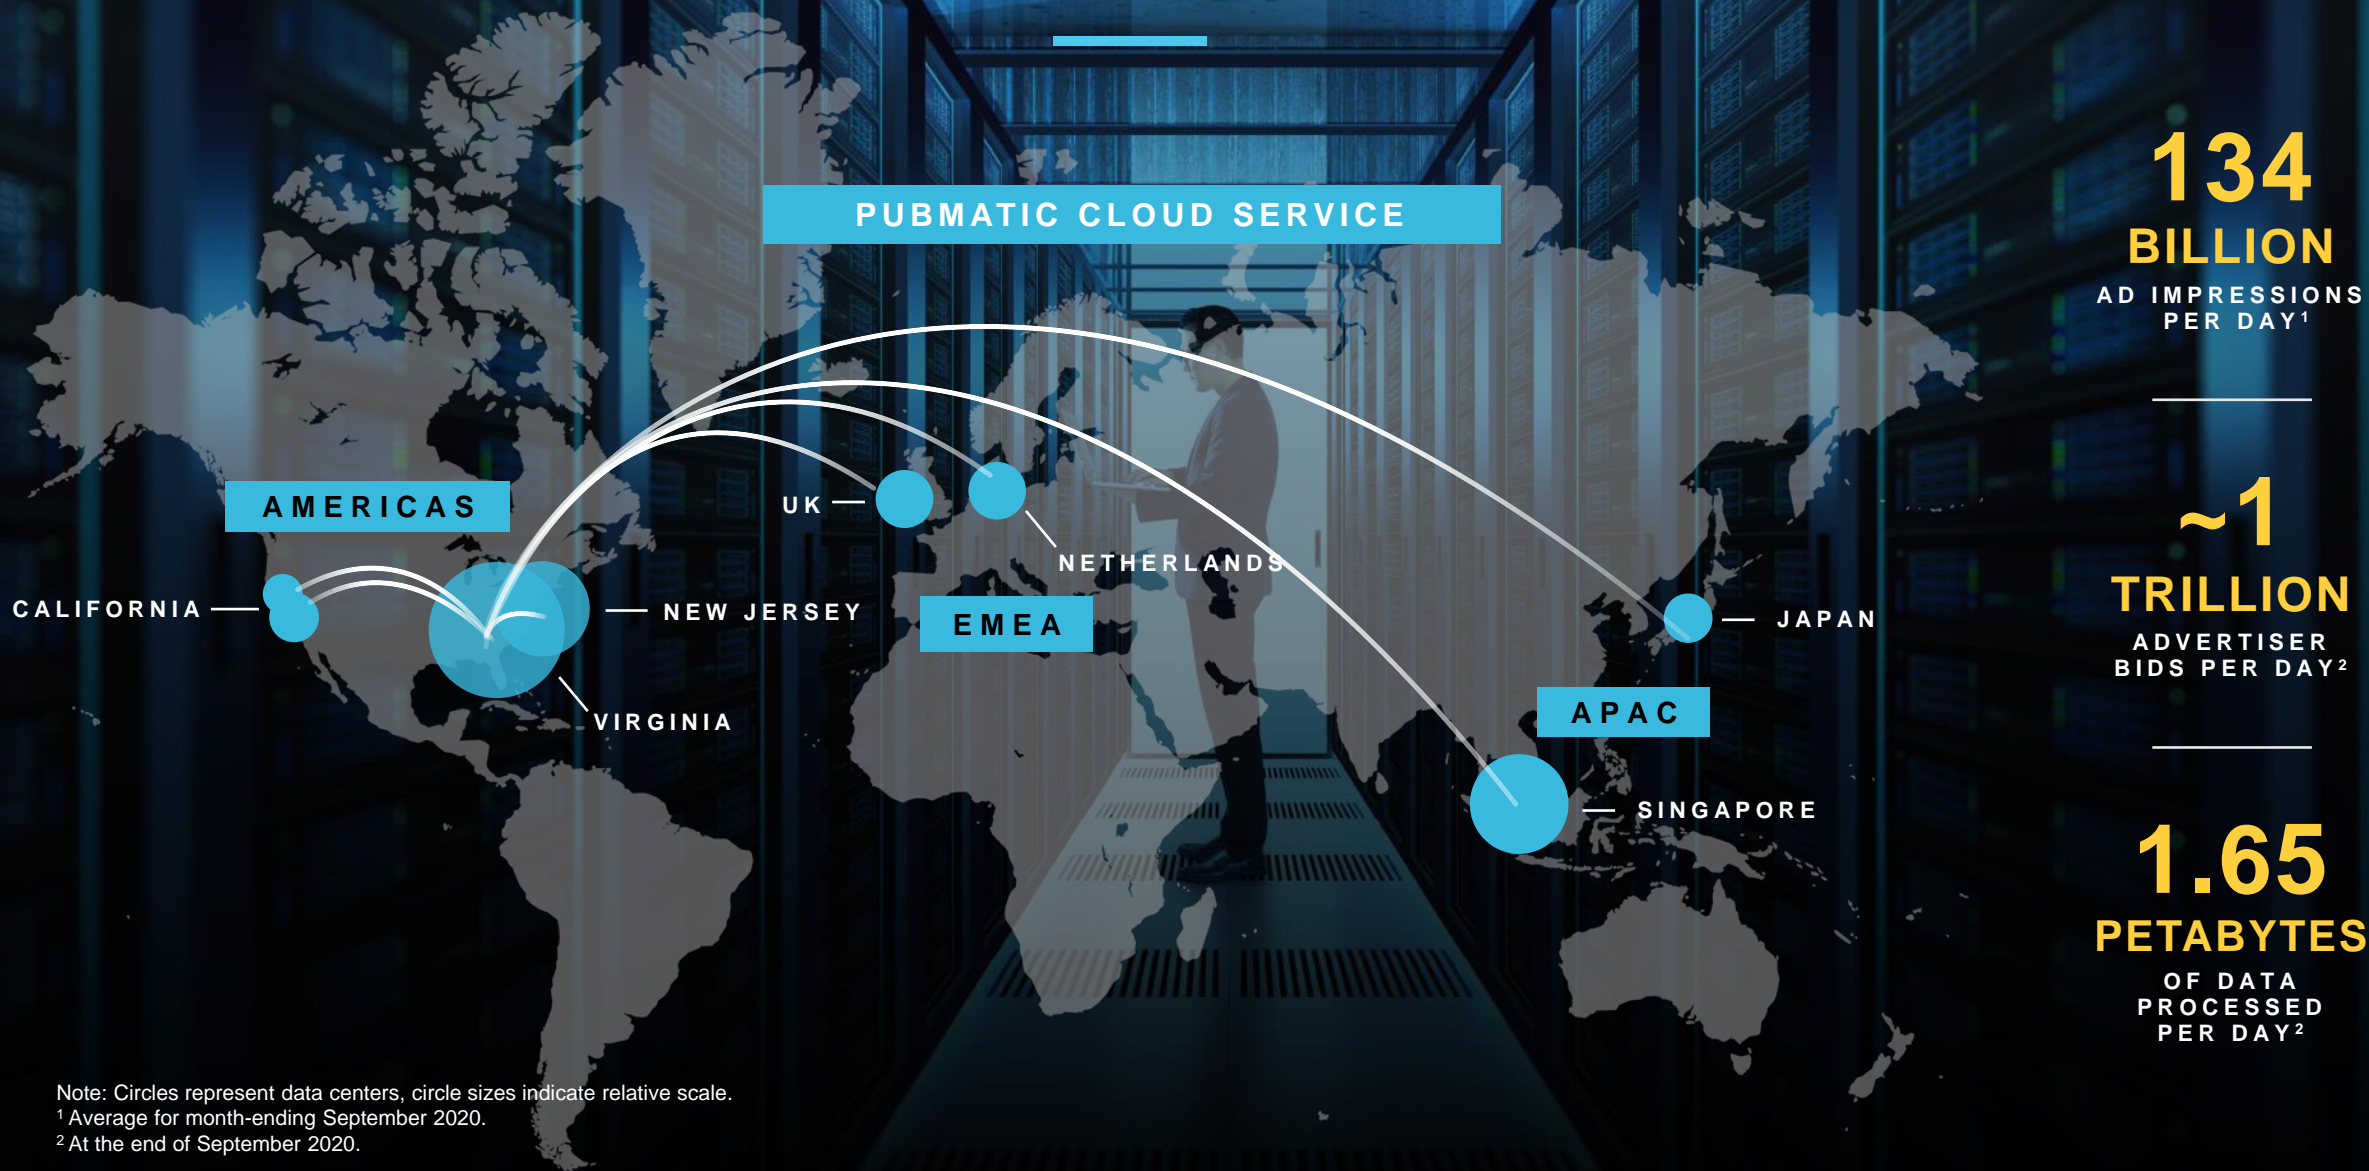 PUBMATIC CLOUD SERVICE
AMERICAS
CALIFORNIA
NEW JERSEY
VIRGINIA
UK
NETHERLANDS
EMEA
JAPAN
APAC
SINGAPORE
134
BILLION
AD IMPRESSIONS
PER DAY¹
~1
TRILLION
ADVERTISER
BIDS PER DAY²
1.65
PETABYTES
OF DATA
PROCESSED
PER DAY²
Note: Circles represent data centers, circle sizes indicate relative scale.
¹ Average for month-ending September 2020.
² At the end of September 2020.